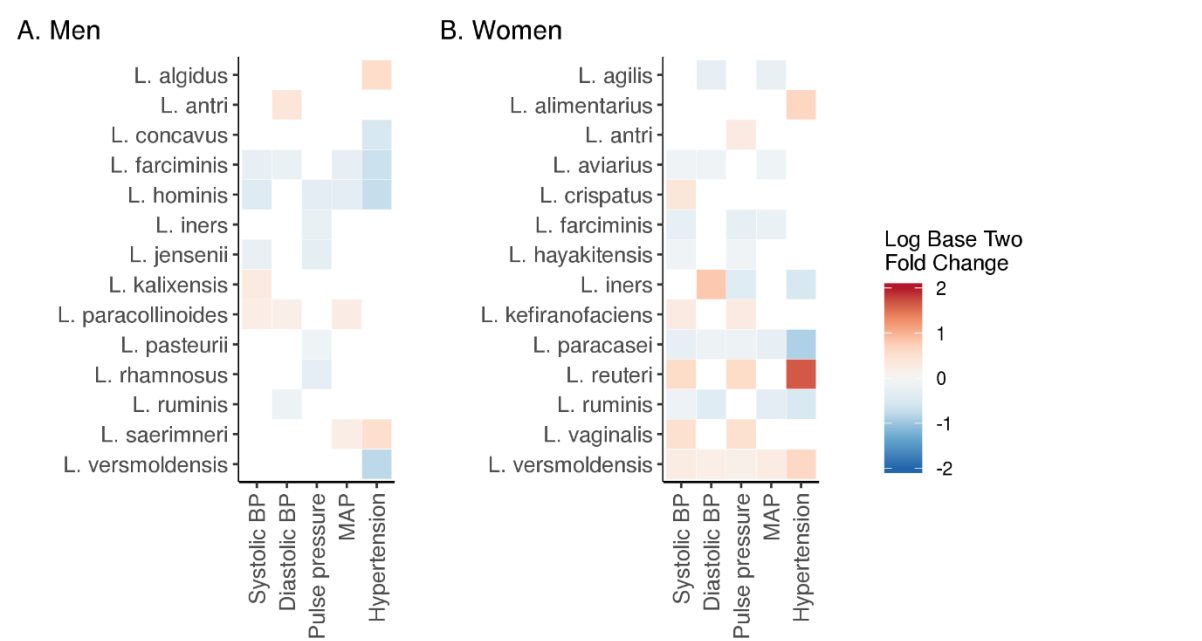 A. Men
L. algidus
L. antri
L. concavus
L. farciminis
L. hominis
L. iners
L. jensenii
L. kalixensis
L. paracollinoides
L. pasteurii
L. rhamnosus
L. ruminis
L. saerimneri
L. versmoldensis
Systolic BP
Diastolic BP
Pulse pressure
MAP
Hypertension
B. Women
L. agilis
L. alimentarius
L. antri
L. aviarius
L. crispatus
L. farciminis
L. hayakitensis
L. iners
L. kefiranofaciens
L. paracasei
L. reuteri
L. ruminis
L. vaginalis
L. versmoldensis
Systolic BP
Diastolic BP
Pulse pressure
MAP
Hypertension
Log Base Two
Fold Change
2
1
0
-1
-2